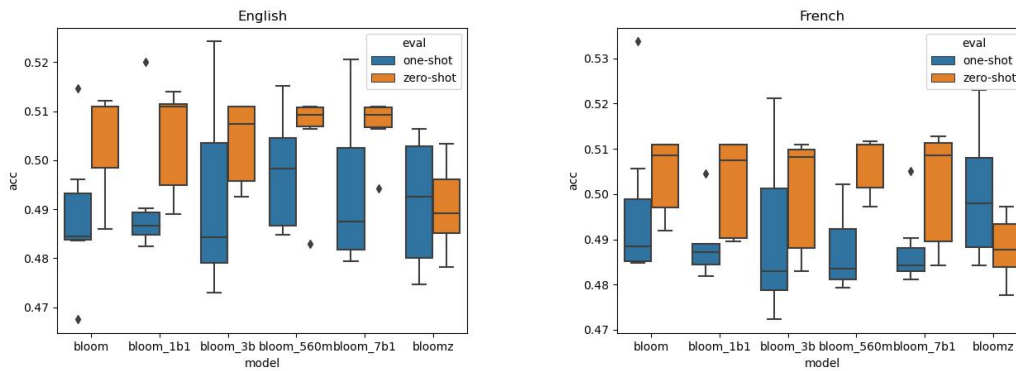 English
eval
one-shot
zero-shot
0.52
0.51
0.50
0.49
0.48
0.47
acc
bloom bloom_1b1 bloom_3b bloom_560m bloom_7b1 bloomz
model
French
eval
one-shot
zero-shot
0.53
0.52
0.51
0.50
0.49
0.48
0.47
acc
bloom bloom_1b1 bloom_3b bloom_560m bloom_7b1 bloomz
model